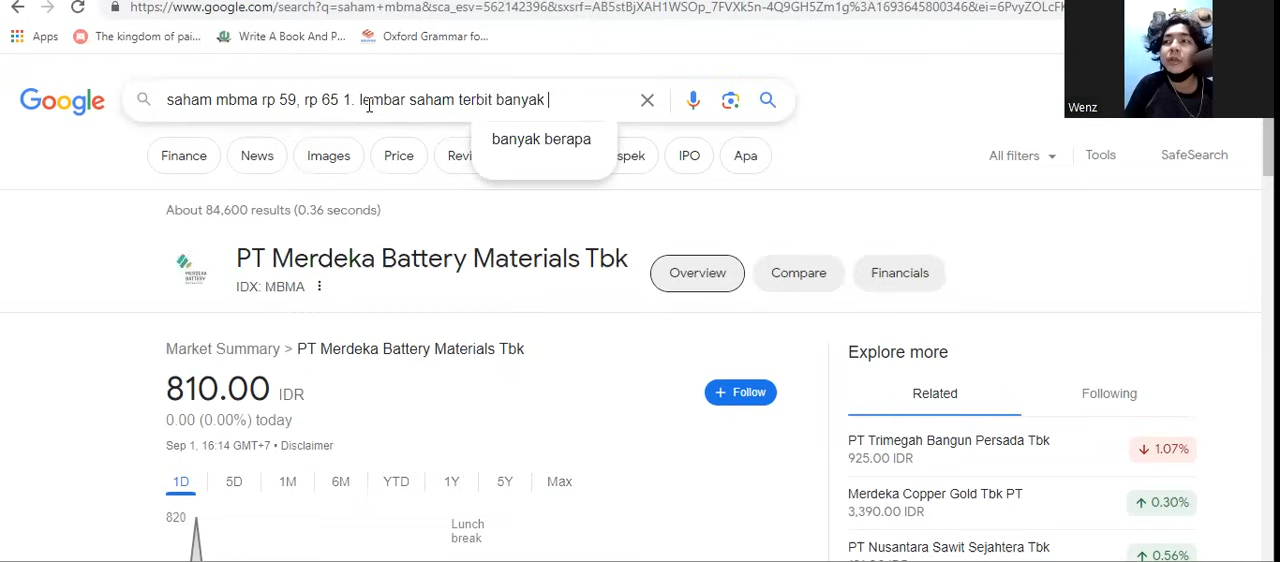 https://www.google.com/search?q=saham+mbma&sca_esv=562142396&sxsrf=AB5stBjXAH1WSOp_7FVXk5n-4Q9GH5Zm1g%3A1693645800346&ei=6PvyZOLcFK
Apps
The kingdom of pai...
Write A Book And P...
Oxford Grammar fo...
Wenz
Google
saham mbma rp 59, rp 65 1. lembar saham terbit banyak
banyak berapa
Finance
News
Images
Price
Revi
spek
IPO
Apa
All filters
Tools
SafeSearch
About 84,600 results (0.36 seconds)
MERDEKA
BATTERY
PT Merdeka Battery Materials Tbk
IDX: MBMA
Overview
Compare
Financials
Market Summary > PT Merdeka Battery Materials Tbk
810.00 IDR
+ Follow
0.00 (0.00%) today
Sep 1, 16:14 GMT+7 • Disclaimer
1D
5D
1M
6M
YTD
1Y
5Y
Max
820
Lunch
break
Explore more
Related
Following
PT Trimegah Bangun Persada Tbk
925.00 IDR
1.07%
Merdeka Copper Gold Tbk PT
3,390.00 IDR
0.30%
PT Nusantara Sawit Sejahtera Tbk
0.56%